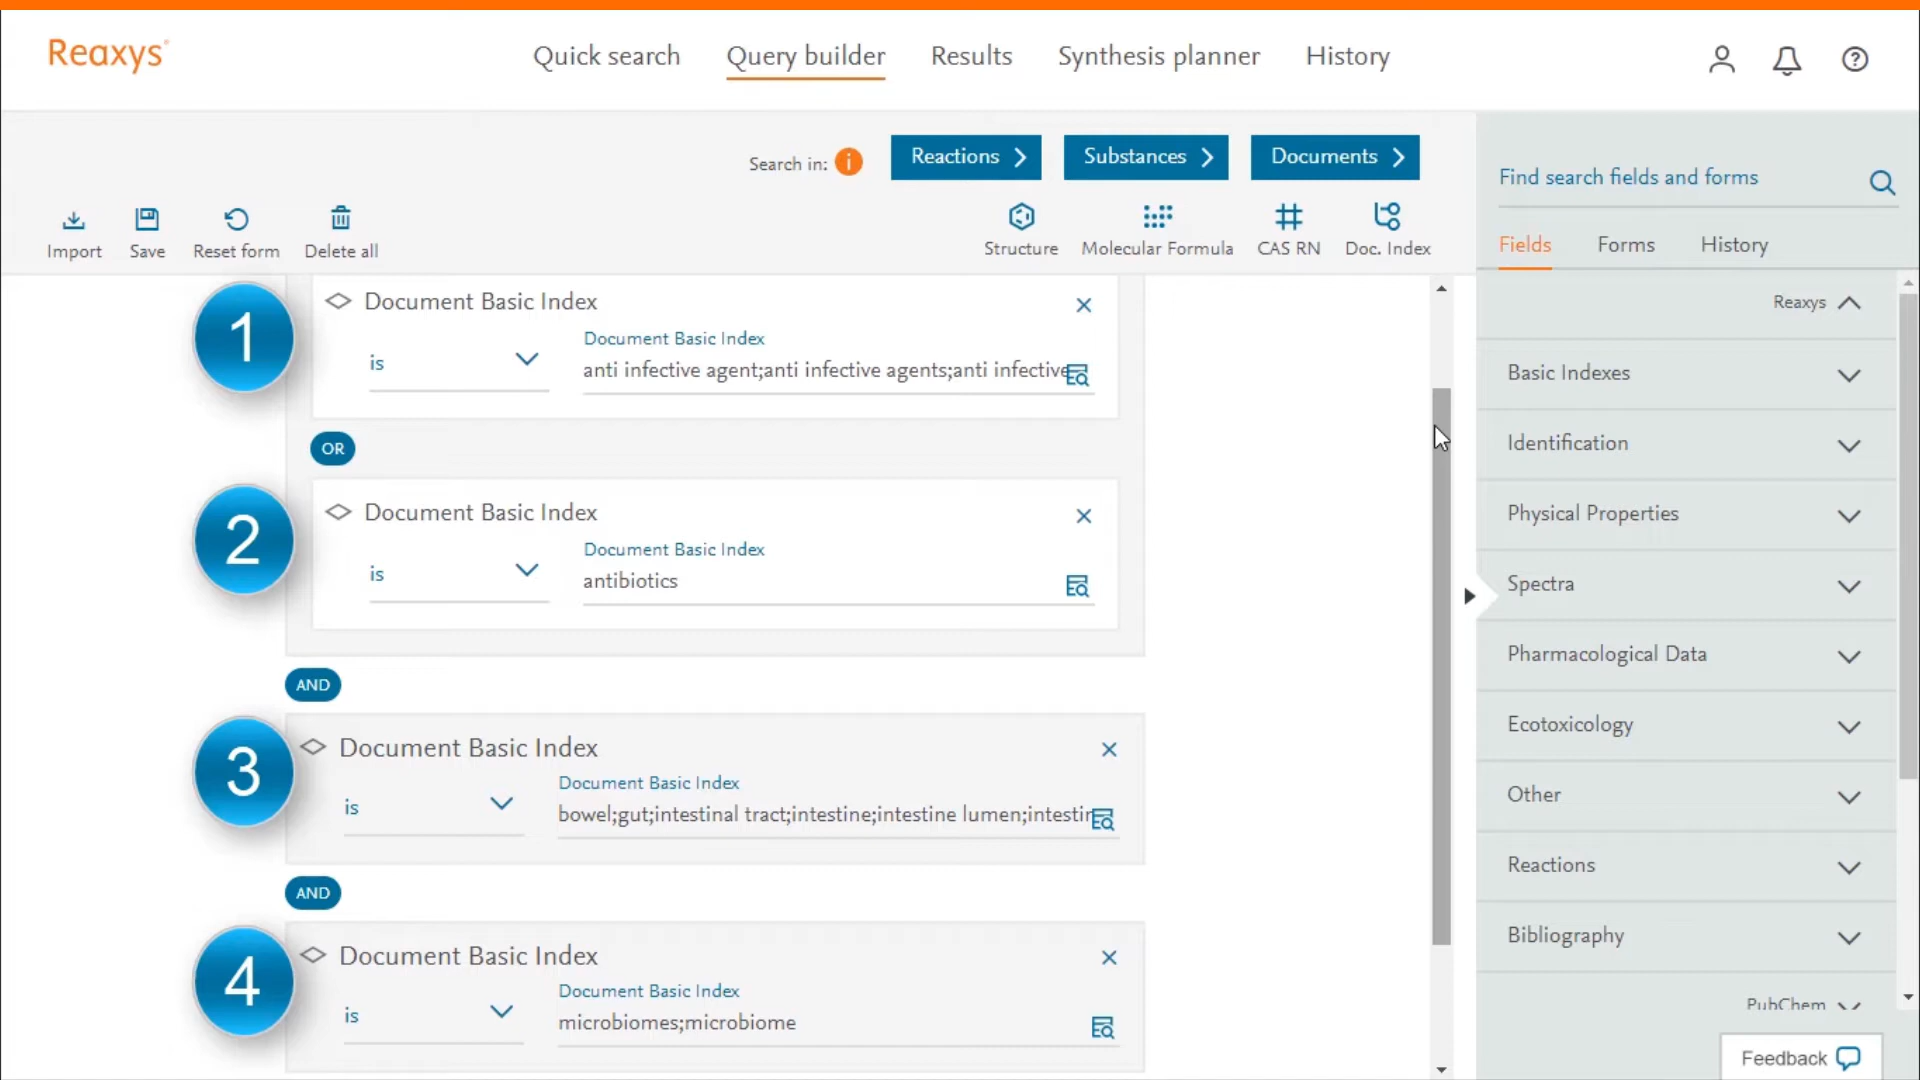 Reaxys®
Quick search
Query builder
Results
Synthesis planner
History
Search in:
Reactions
Substances
Documents
Import
Save
Reset form
Delete all
Structure
Molecular Formula
CAS RN
Doc. Index
1
Document Basic Index
is
Document Basic Index
anti infective agent;anti infective agents;anti infective
OR
2
Document Basic Index
is
Document Basic Index
antibiotics
AND
3
Document Basic Index
is
Document Basic Index
bowel;gut;intestinal tract;intestine;intestine lumen;intestin
AND
4
Document Basic Index
is
Document Basic Index
microbiomes;microbiome
Find search fields and forms
Fields
Forms
History
Reaxys
Basic Indexes
Identification
Physical Properties
Spectra
Pharmacological Data
Ecotoxicology
Other
Reactions
Bibliography
PubChem
Feedback